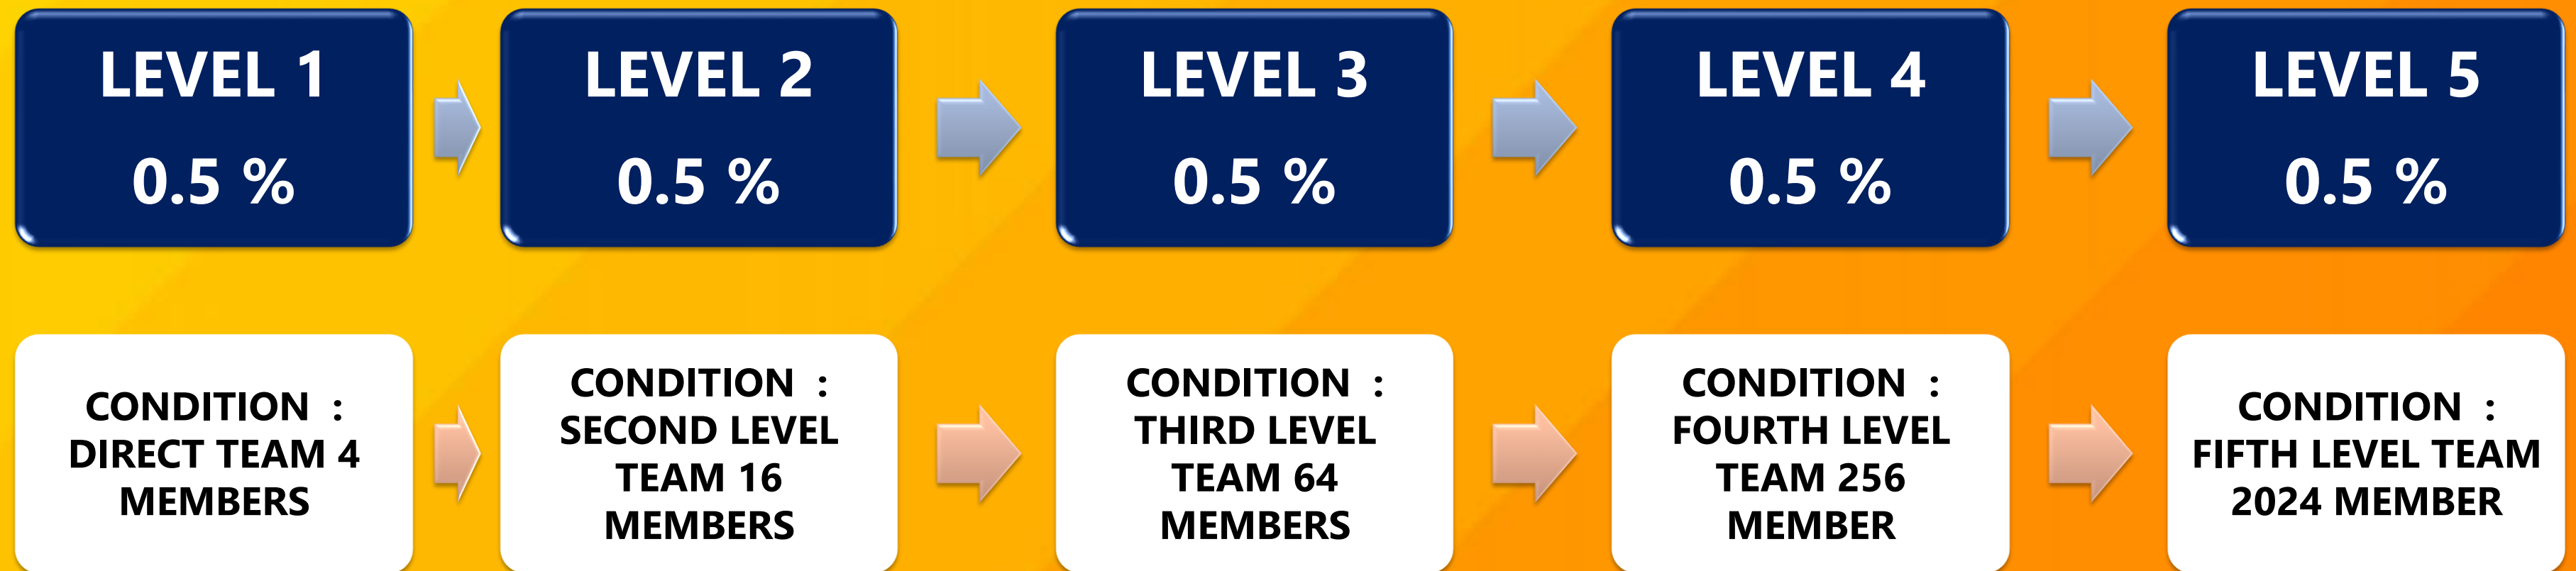 LEVEL 1
0.5 %
LEVEL 2
0.5 %
LEVEL 3
0.5 %
LEVEL 4
0.5 %
LEVEL 5
0.5 %
CONDITION :
DIRECT TEAM 4
MEMBERS
CONDITION :
SECOND LEVEL
TEAM 16
MEMBERS
CONDITION :
THIRD LEVEL
TEAM 64
MEMBERS
CONDITION :
FOURTH LEVEL
TEAM 256
MEMBER
CONDITION :
FIFTH LEVEL TEAM
2024 MEMBER